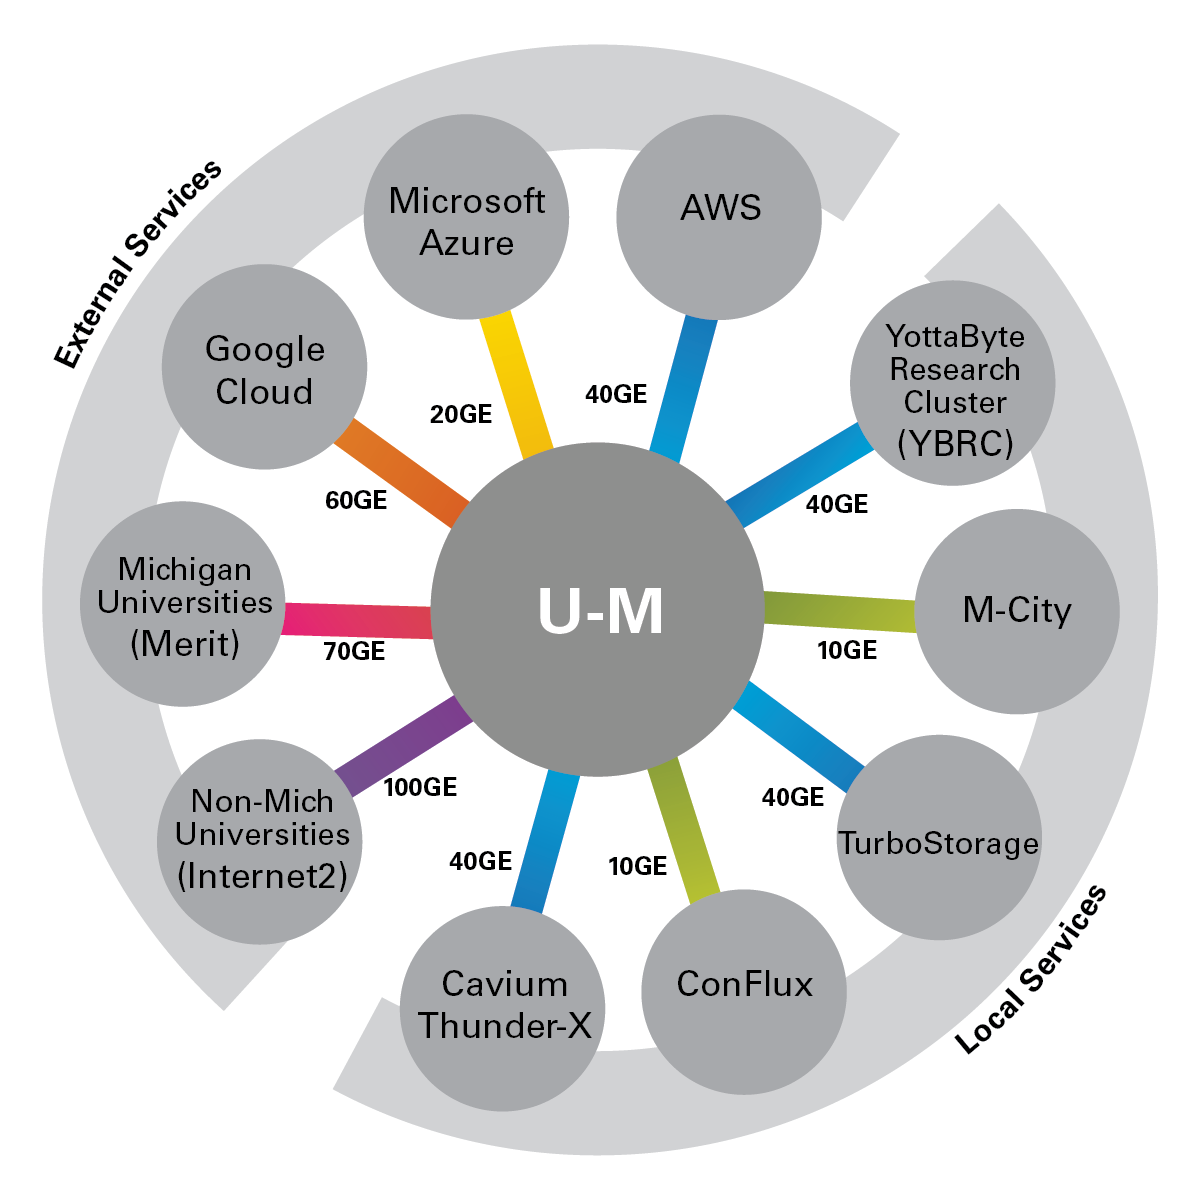 External Services
Microsoft
Azure
AWS
Google
Cloud
YottaByte
Research
Cluster
(YBRC)
20GE
40GE
60GE
40GE
Michigan
Universities
(Merit)
70GE
U-M
M-City
10GE
Non-Mich
Universities
(Internet2)
100GE
40GE
TurboStorage
40GE
10GE
Cavium
Thunder-X
ConFlux
Local Services